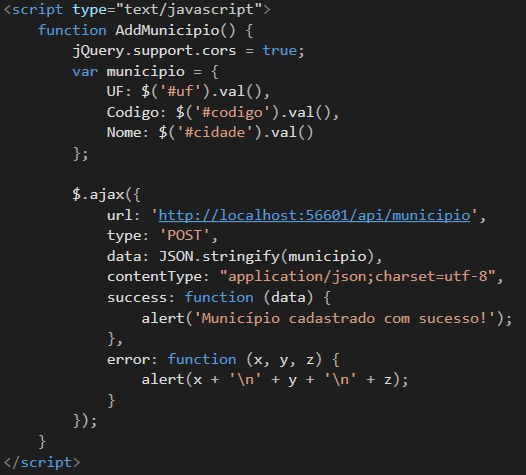 <script type="text/javascript">
    function AddMunicipio() {
        jQuery.support.cors = true;
        var municipio = {
            UF: $('#uf').val(),
            Codigo: $('#codigo').val(),
            Nome: $('#cidade').val()
        };

        $.ajax({
            url: 'http://localhost:56601/api/municipio',
            type: 'POST',
            data: JSON.stringify(municipio),
            contentType: "application/json;charset=utf-8",
            success: function (data) {
                alert('Município cadastrado com sucesso!');
            },
            error: function (x, y, z) {
                alert(x + '\n' + y + '\n' + z);
            }
        });
    }
</script>